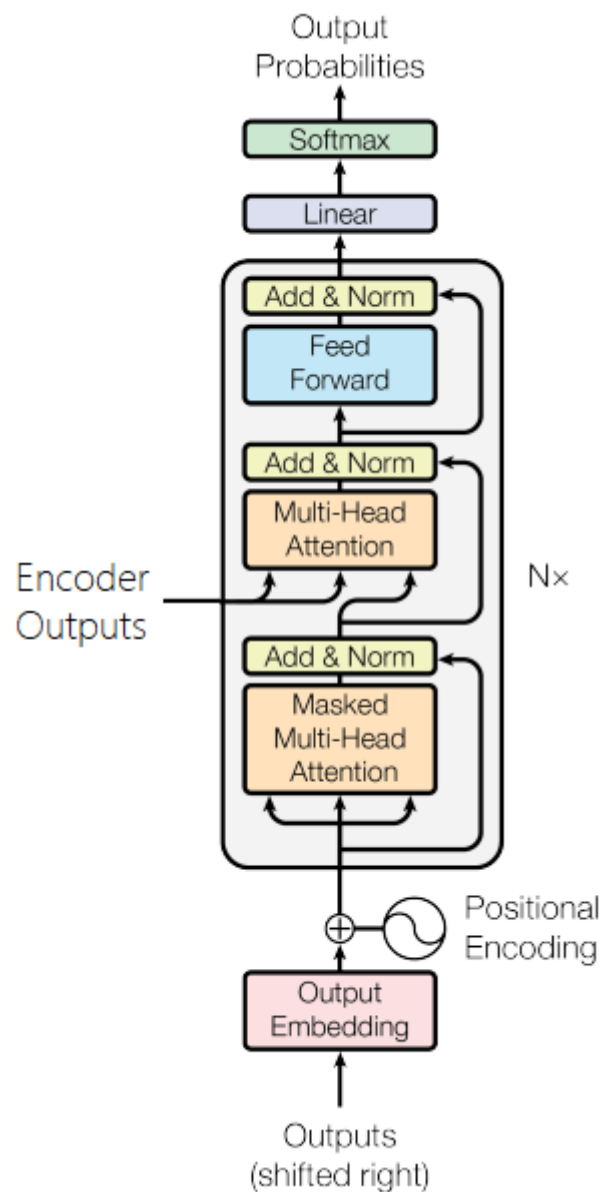 Output
Probabilities
Softmax
Linear
Add & Norm
Feed
Forward
Add & Norm
Multi-Head
Attention
Encoder
Outputs
N×
Add & Norm
Masked
Multi-Head
Attention
Positional
Encoding
Output
Embedding
Outputs
(shifted right)